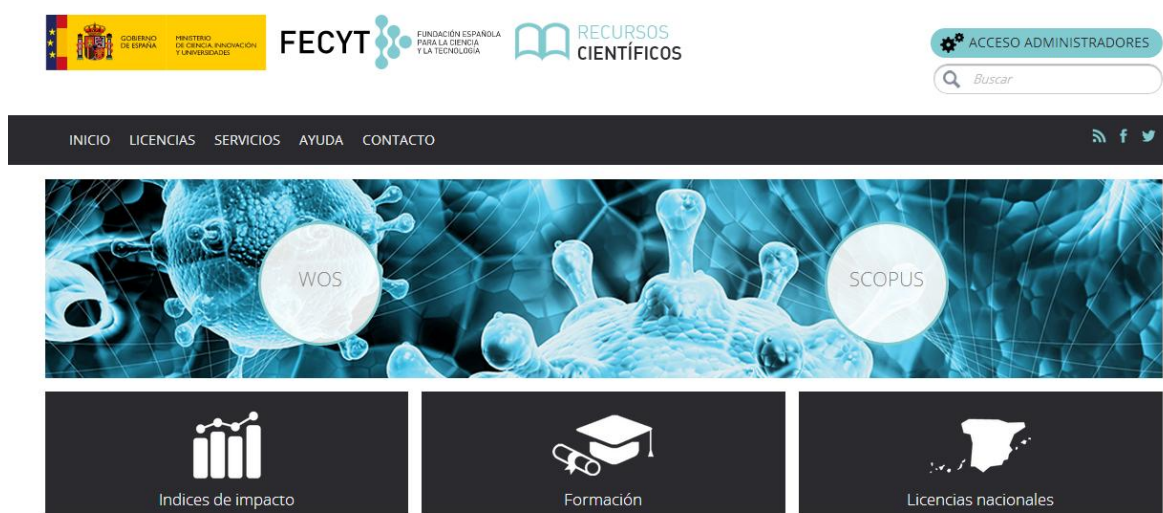 GOBIERNO
DE ESPAÑA
MINISTERIO
DE CIENCIA, INNOVACIÓN
Y UNIVERSIDADES
FECYT
FUNDACIÓN ESPAÑOLA
PARA LA CIENCIA
Y LA TECNOLOGÍA
RECURSOS
CIENTÍFICOS
ACCESO ADMINISTRADORES
Buscar
INICIO LICENCIAS SERVICIOS AYUDA CONTACTO
WOS
SCOPUS
Indices de impacto
Formación
Licencias nacionales